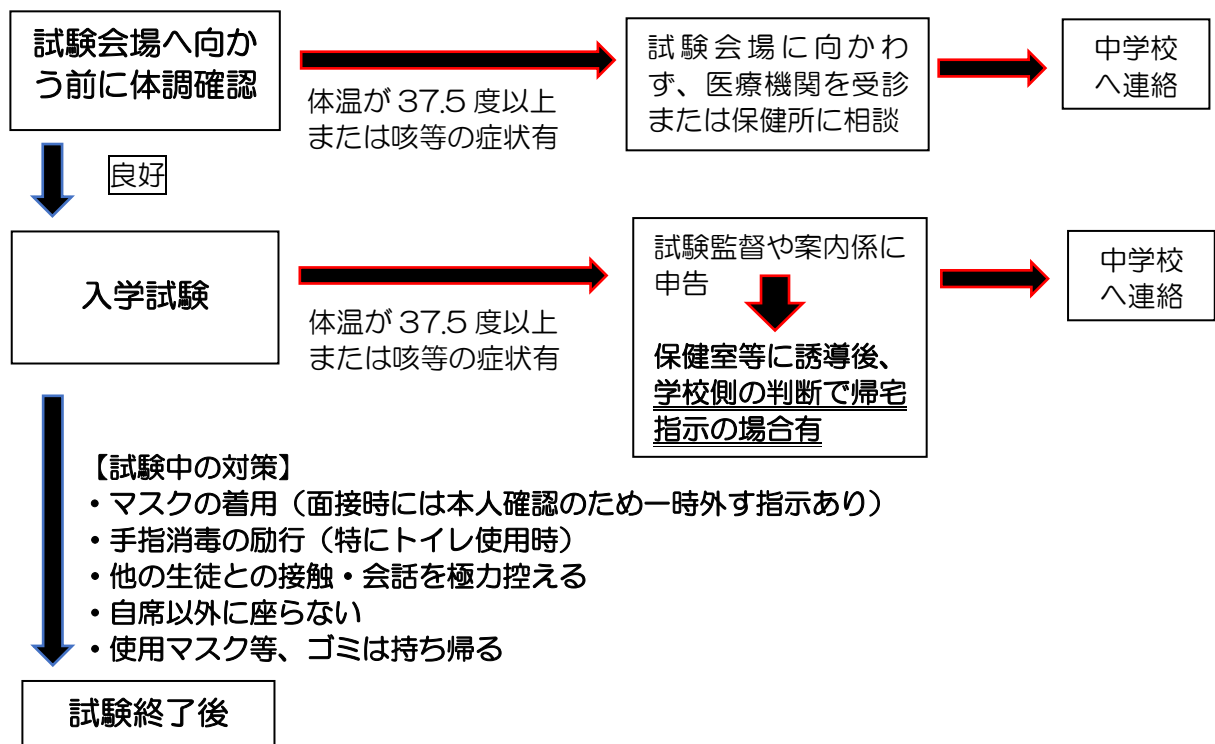 試験会場へ向か
う前に体調確認
体温が 37.5 度以上
または咳等の症状有
試験会場に向かわ
ず、医療機関を受診
または保健所に相談
中学校
へ連絡
良好
入学試験
体温が 37.5 度以上
または咳等の症状有
試験監督や案内係に
申告
保健室等に誘導後、
学校側の判断で帰宅
指示の場合有
中学校
へ連絡
【試験中の対策】
・マスクの着用（面接時には本人確認のため一時外す指示あり）
・手指消毒の励行（特にトイレ使用時）
・他の生徒との接触・会話を極力控える
・自席以外に座らない
・使用マスク等、ゴミは持ち帰る
試験終了後